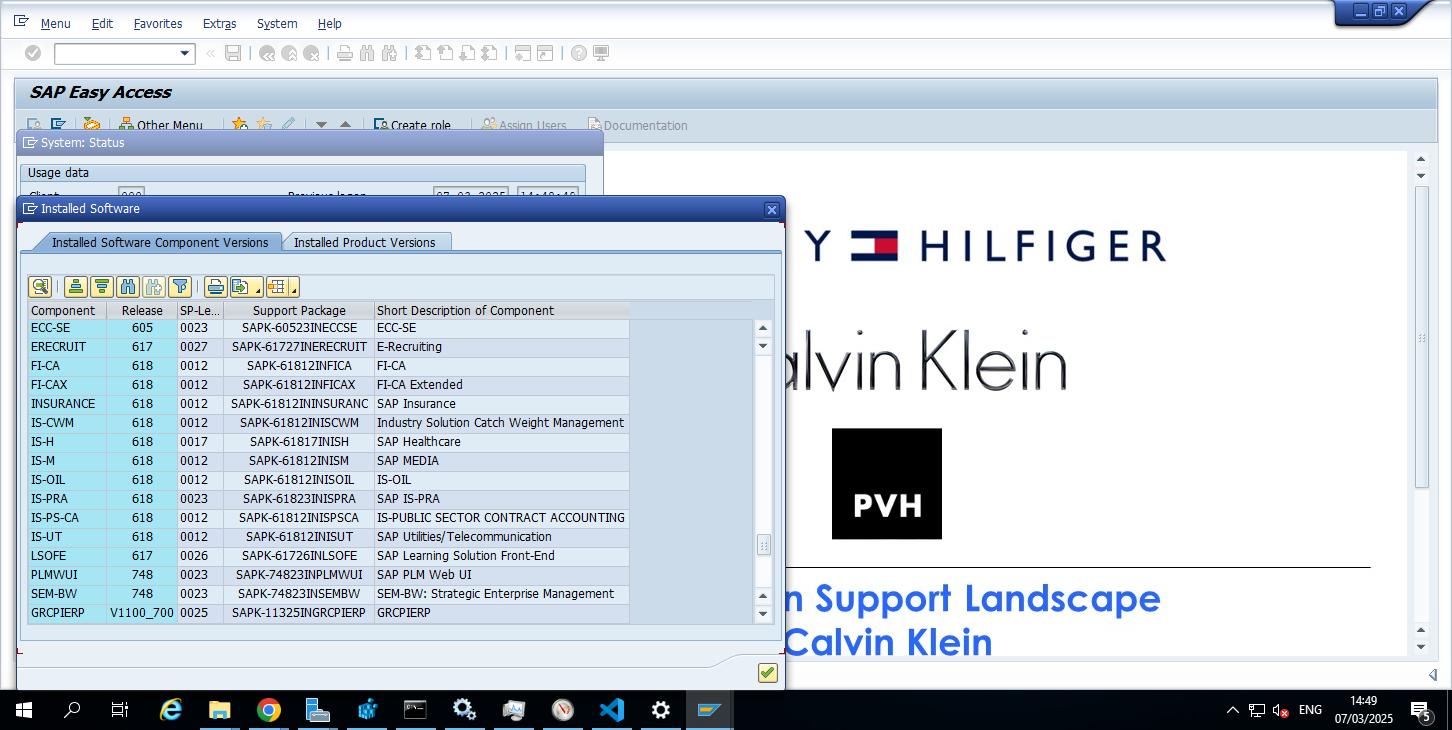 Menu Edit Favorites Extras System Help
SAP Easy Access
Other Menu Create role Assign Users Documentation
System: Status
Usage data
Installed Software
Installed Software Component Versions Installed Product Versions
Component Release SP-Le... Support Package Short Description of Component
ECC-SE 605 0023 SAPK-60523INECCSE ECC-SE
ERECRUIT 617 0027 SAPK-61727INERECRUIT E-Recruiting
FI-CA 618 0012 SAPK-61812INFICA FI-CA
FI-CAX 618 0012 SAPK-61812INFICAX FI-CA Extended
INSURANCE 618 0012 SAPK-61812ININSURANC SAP Insurance
IS-CWM 618 0012 SAPK-61812INISCWM Industry Solution Catch Weight Management
IS-H 618 0017 SAPK-61817INISH SAP Healthcare
IS-M 618 0012 SAPK-61812INISM SAP MEDIA
IS-OIL 618 0012 SAPK-61812INISOIL IS-OIL
IS-PRA 618 0023 SAPK-61823INISPRA SAP IS-PRA
IS-PS-CA 618 0012 SAPK-61812INISPSCA IS-PUBLIC SECTOR CONTRACT ACCOUNTING
IS-UT 618 0012 SAPK-61812INISUT SAP Utilities/Telecommunication
LSOFE 617 0026 SAPK-61726INLSOFE SAP Learning Solution Front-End
PLMWUI 748 0023 SAPK-74823INPLMWUI SAP PLM Web UI
SEM-BW 748 0023 SAPK-74823INSEMBW SEM-BW: Strategic Enterprise Management
GRCPIERP V1100_700 0025 SAPK-11325INGRCPIERP GRCPIERP
Y HILFIGER
alvin Klein
PVH
n Support Landscape
Calvin Klein
ENG
14:49
07/03/2025
5